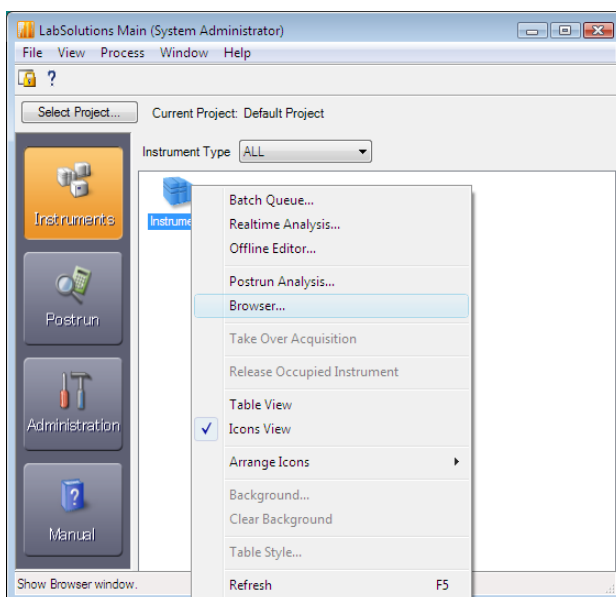 LabSolutions Main (System Administrator)
File View Process Window Help
?
Select Project... Current Project: Default Project
Instrument Type ALL
Instruments
Postrun
Administration
Manual
Instrume
Batch Queue...
Realtime Analysis...
Offline Editor...
Postrun Analysis...
Browser...
Take Over Acquisition
Release Occupied Instrument
Table View
Icons View
Arrange Icons
Background...
Clear Background
Table Style...
Refresh F5
Show Browser window.